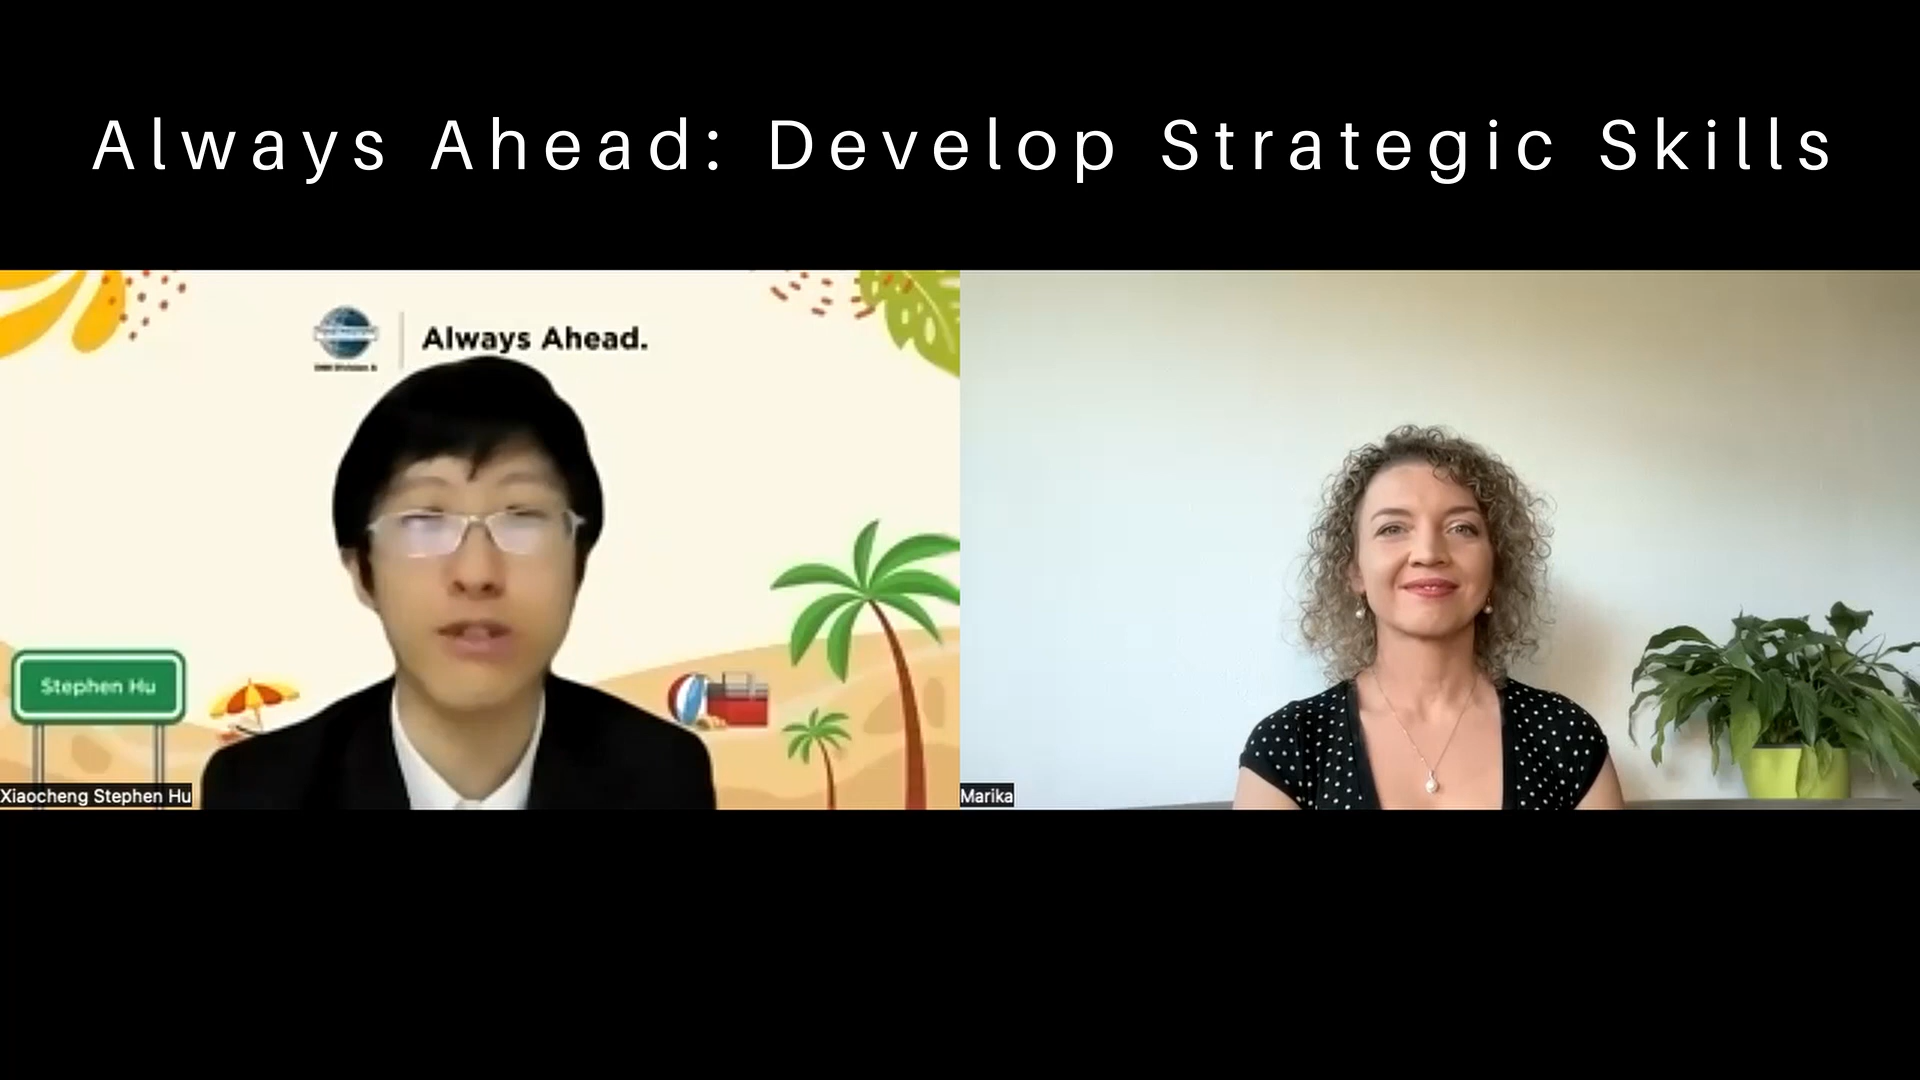 Always Ahead: Develop Strategic Skills
Always Ahead.
Stephen Hu
Xiaocheng Stephen Hu
Marika